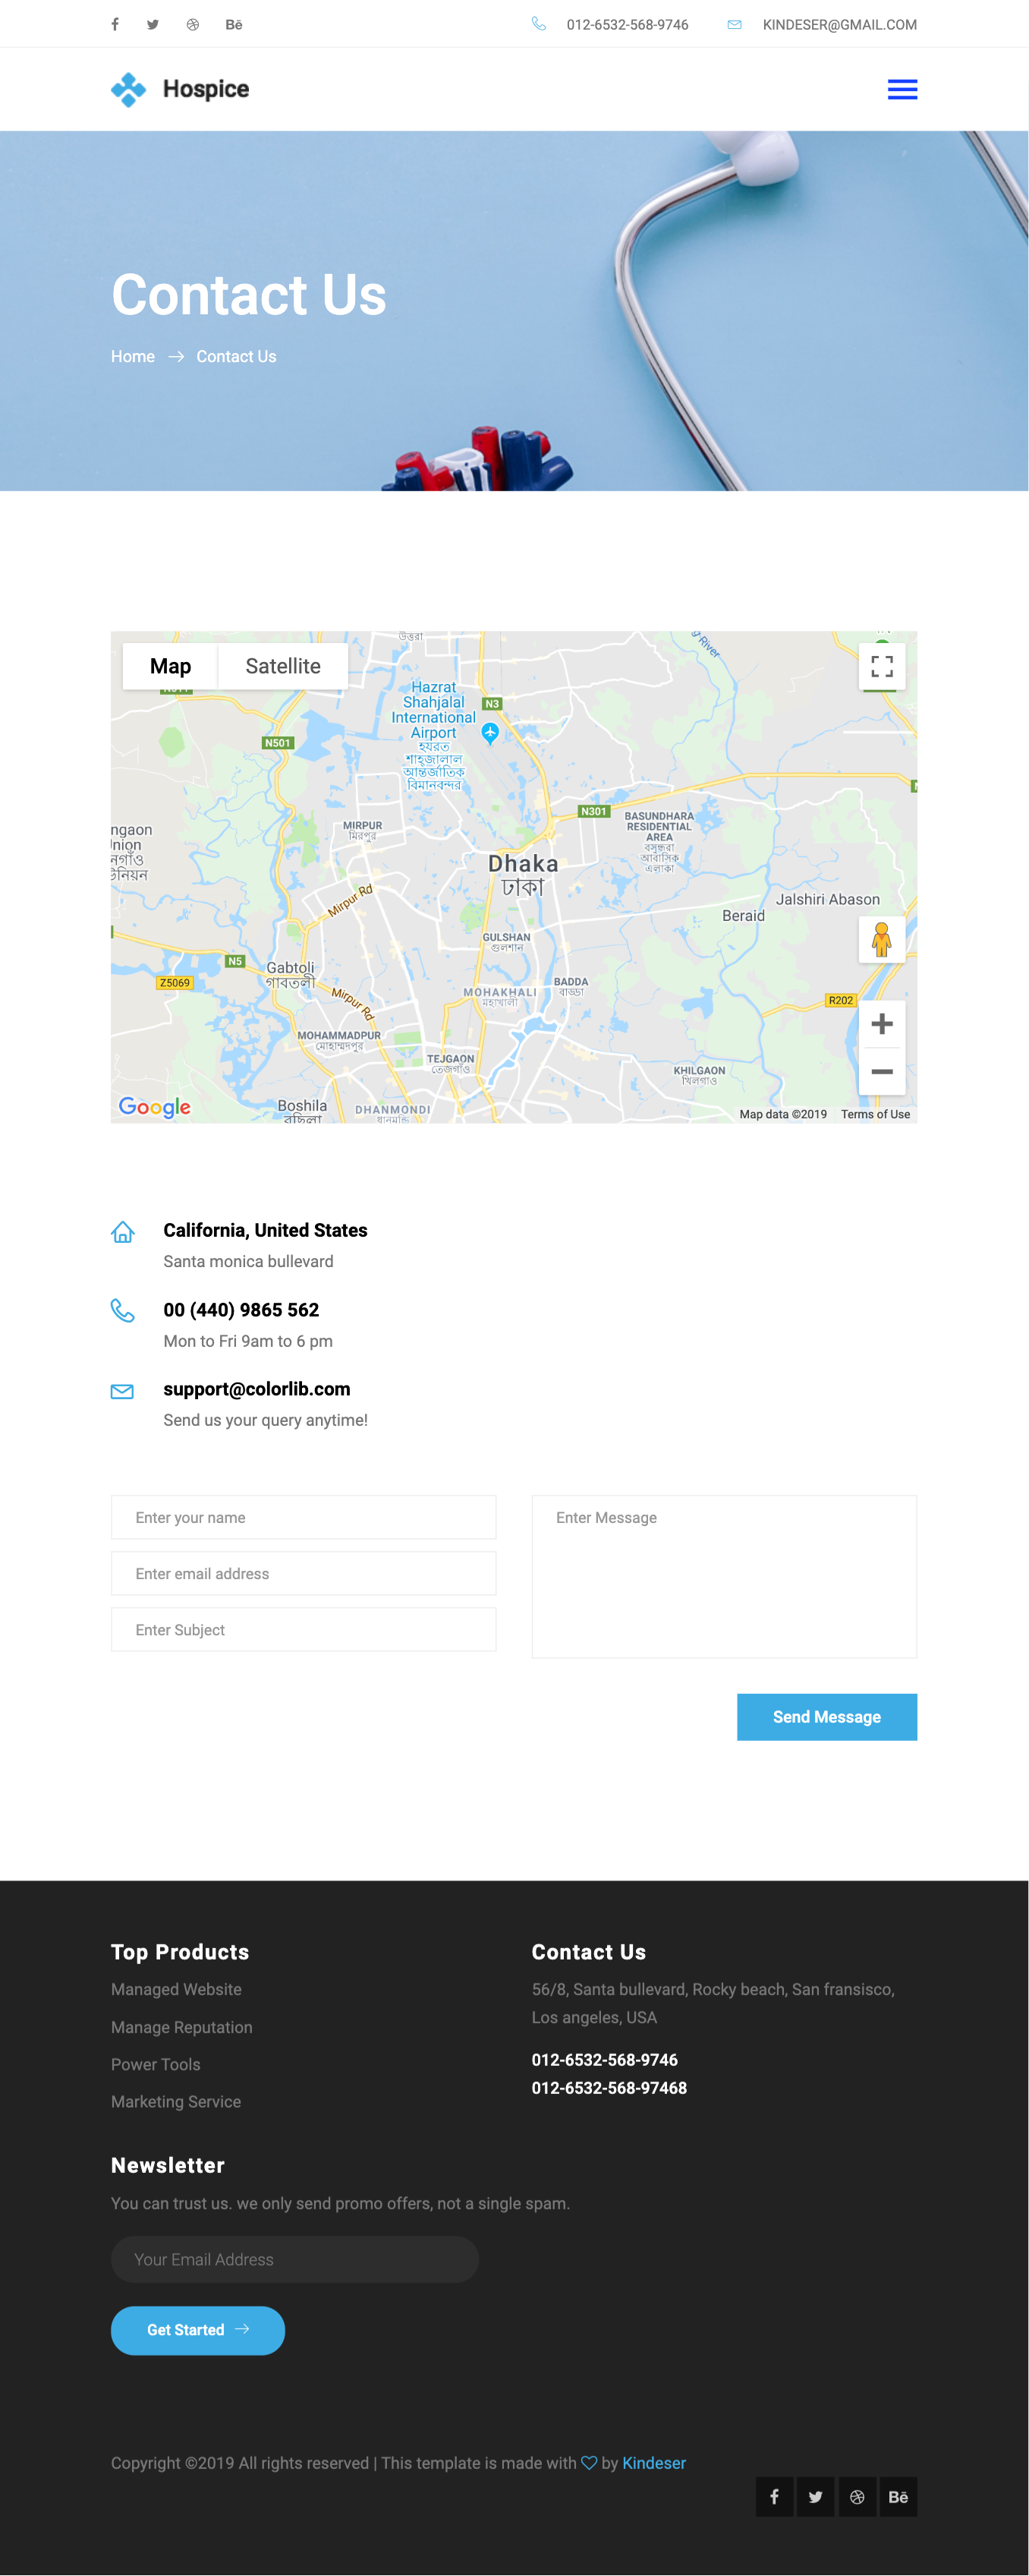 Bē
012-6532-568-9746
KINDESER@GMAIL.COM
Hospice
Contact Us
Home → Contact Us
Map
Satellite
উত্তরা
Hazrat
Shahjalal
International
Airport
হযরত
শাহজালাল
আন্তর্জাতিক
বিমানবন্দর
N3
N501
N301
BASUNDHARA
RESIDENTIAL
AREA
বসুন্ধরা
আবাসিক
এলাকা
MIRPUR
মিরপুর
Dhaka
ঢাকা
Mirpur Rd
Jalshiri Abason
Beraid
GULSHAN
গুলশান
N5
Gabtoli
গাবতলী
Z5069
BADDA
বাড্ডা
MOHAKHALI
মহাখালী
Mirpur Rd
R202
MOHAMMADPUR
মোহাম্মদপুর
TEJGAON
তেজগাঁও
KHILGAON
খিলগাঁও
Google
Boshila
বছিলা
DHANMONDI
ধানমন্ডি
Map data ©2019
Terms of Use
California, United States
Santa monica bullevard
00 (440) 9865 562
Mon to Fri 9am to 6 pm
support@colorlib.com
Send us your query anytime!
Enter your name
Enter email address
Enter Subject
Enter Message
Send Message
Top Products
Managed Website
Manage Reputation
Power Tools
Marketing Service
Contact Us
56/8, Santa bullevard, Rocky beach, San fransisco,
Los angeles, USA
012-6532-568-9746
012-6532-568-97468
Newsletter
You can trust us. we only send promo offers, not a single spam.
Your Email Address
Get Started →
Copyright ©2019 All rights reserved | This template is made with ♡ by Kindeser
Bē